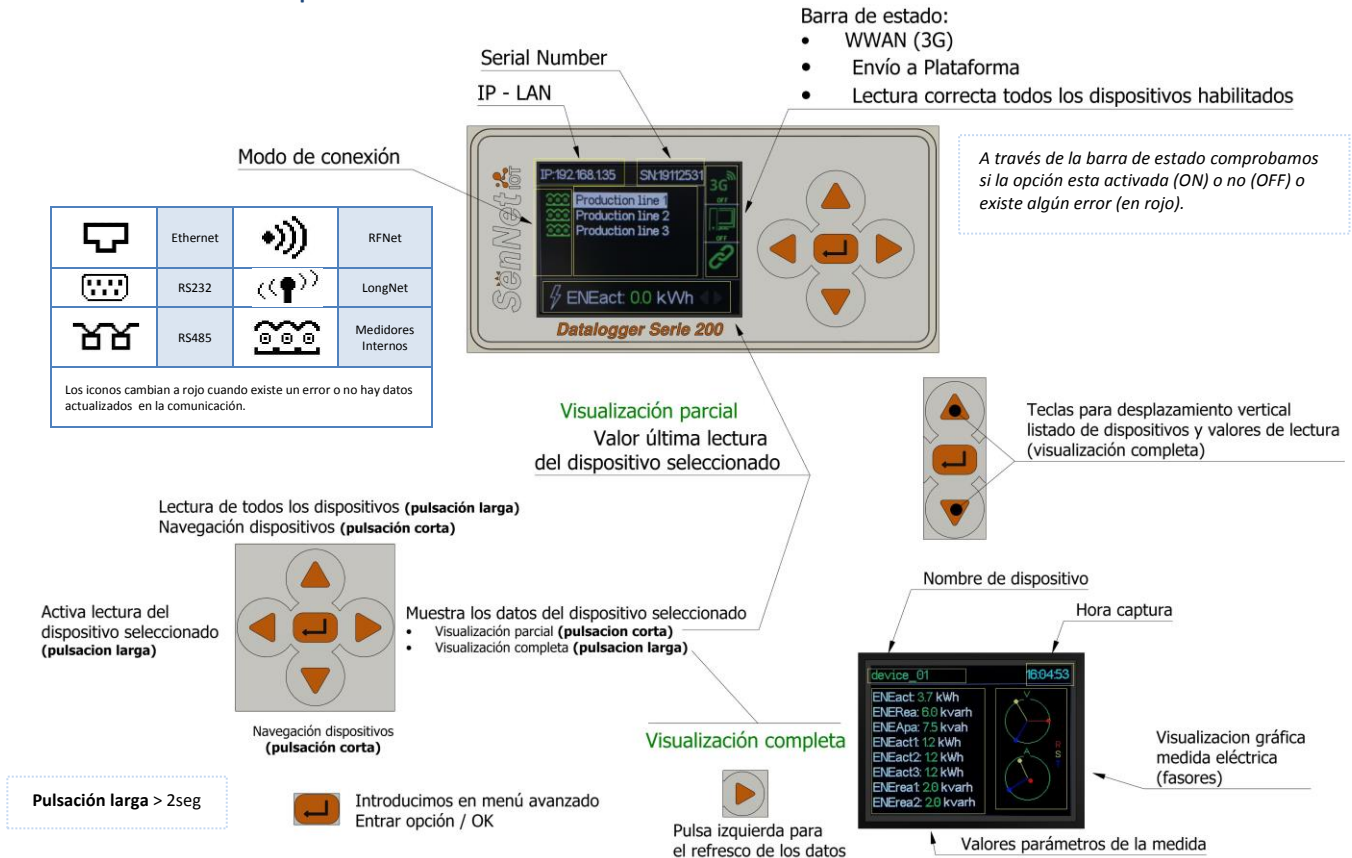 Barra de estado:
• WWAN (3G)
• Envío a Plataforma
• Lectura correcta todos los dispositivos habilitados
Serial Number
IP - LAN
Modo de conexión
A través de la barra de estado comprobamos
si la opción esta activada (ON) o no (OFF) o
existe algún error (en rojo).
Ethernet
RFNet
RS232
LongNet
RS485
Medidores
Internos
Los iconos cambian a rojo cuando existe un error o no hay datos
actualizados en la comunicación.
SenNet IOT
IP:192.168.1.35 SN:19112531
3G
OFF
Production line 1
Production line 2
Production line 3
OFF
ENEact: 0.0 kWh
Datalogger Serie 200
Visualización parcial
Valor última lectura
del dispositivo seleccionado
Teclas para desplazamiento vertical
listado de dispositivos y valores de lectura
(visualización completa)
Lectura de todos los dispositivos (pulsación larga)
Navegación dispositivos (pulsación corta)
Activa lectura del
dispositivo seleccionado
(pulsacion larga)
Muestra los datos del dispositivo seleccionado
• Visualización parcial (pulsacion corta)
• Visualización completa (pulsacion larga)
Navegación dispositivos
(pulsación corta)
Pulsación larga > 2seg
Introducimos en menú avanzado
Entrar opción / OK
Visualización completa
Pulsa izquierda para
el refresco de los datos
Nombre de dispositivo
Hora captura
device_01 16:04:53
ENEact: 3.7 kWh
ENERea: 6.0 kvarh
ENEApa: 7.5 kvah
ENEact1: 1.2 kWh
ENEact2: 1.2 kWh
ENEact3: 1.2 kWh
ENErea1: 2.0 kvarh
ENErea2: 2.0 kvarh
V
A
R
S
T
Visualizacion gráfica
medida eléctrica
(fasores)
Valores parámetros de la medida